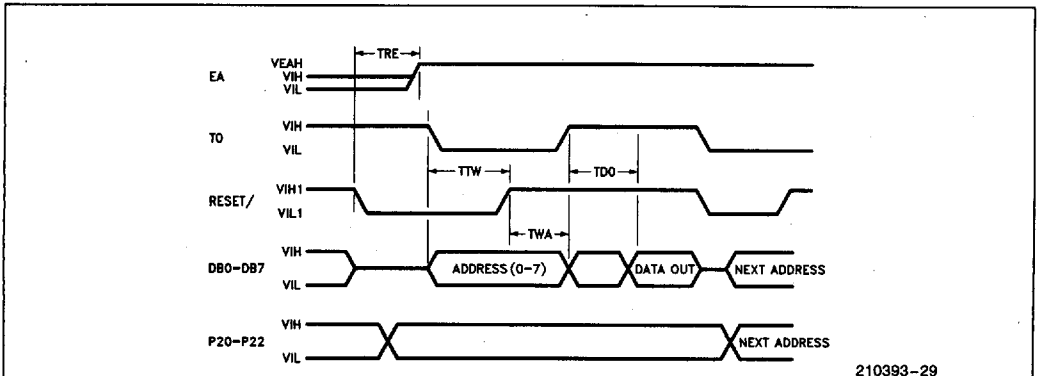 TRE
EA VEAH
VIH
VIL
T0 VIH
VIL
TTW TDO
RESET/ VIH1
VIL1
TWA
DB0-DB7 VIH
VIL
ADDRESS (0-7) DATA OUT NEXT ADDRESS
P20-P22 VIH
VIL
NEXT ADDRESS
210393-29